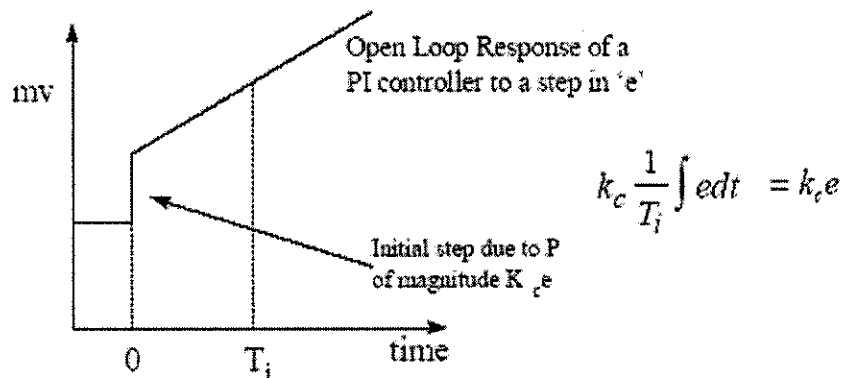 Open Loop Response of a
PI controller to a step in ‘e’
mv
k_c 1/T_i ∫ edt = k_c e
Initial step due to P
of magnitude K_c e
0 T_i time